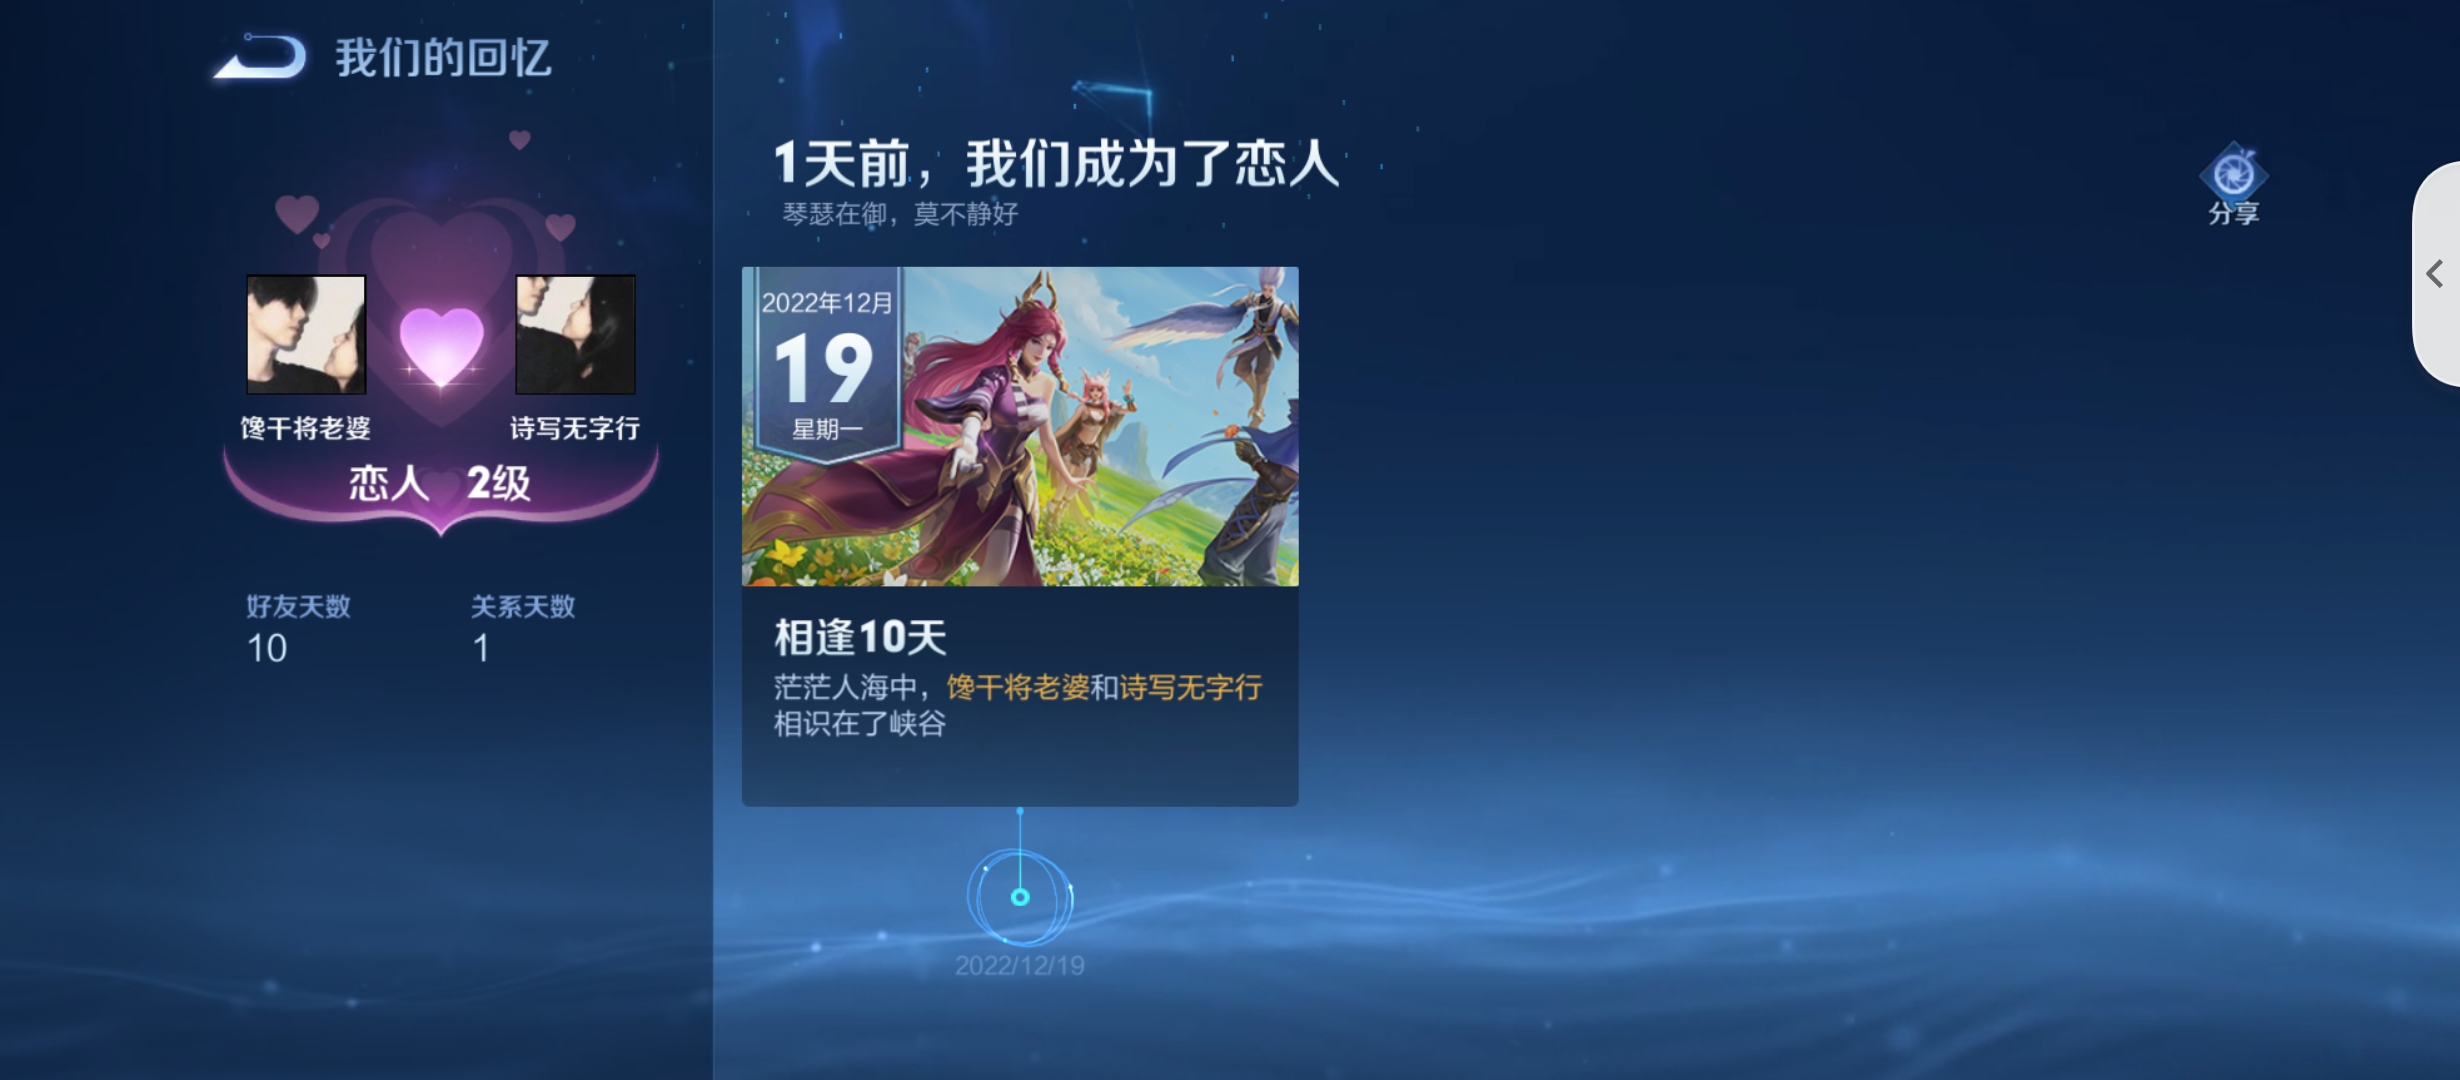 我们的回忆
馋干将老婆
诗写无字行
恋人 2级
好友天数
关系天数
10
1
1天前，我们成为了恋人
琴瑟在御，莫不静好
分享
2022年12月
19
星期一
相逢10天
茫茫人海中，馋干将老婆和诗写无字行
相识在了峡谷
2022/12/19